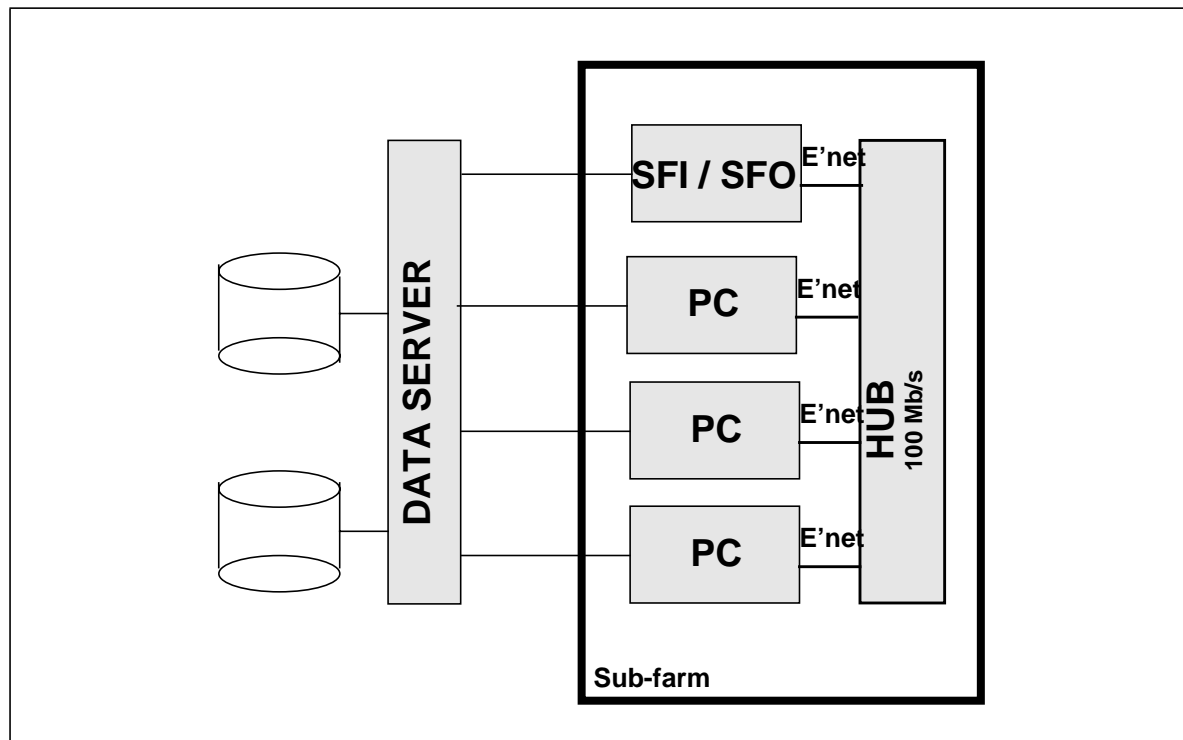 DATA SERVER
SFI / SFO
E'net
PC
E'net
PC
E'net
PC
E'net
HUB
100 Mb/s
Sub-farm